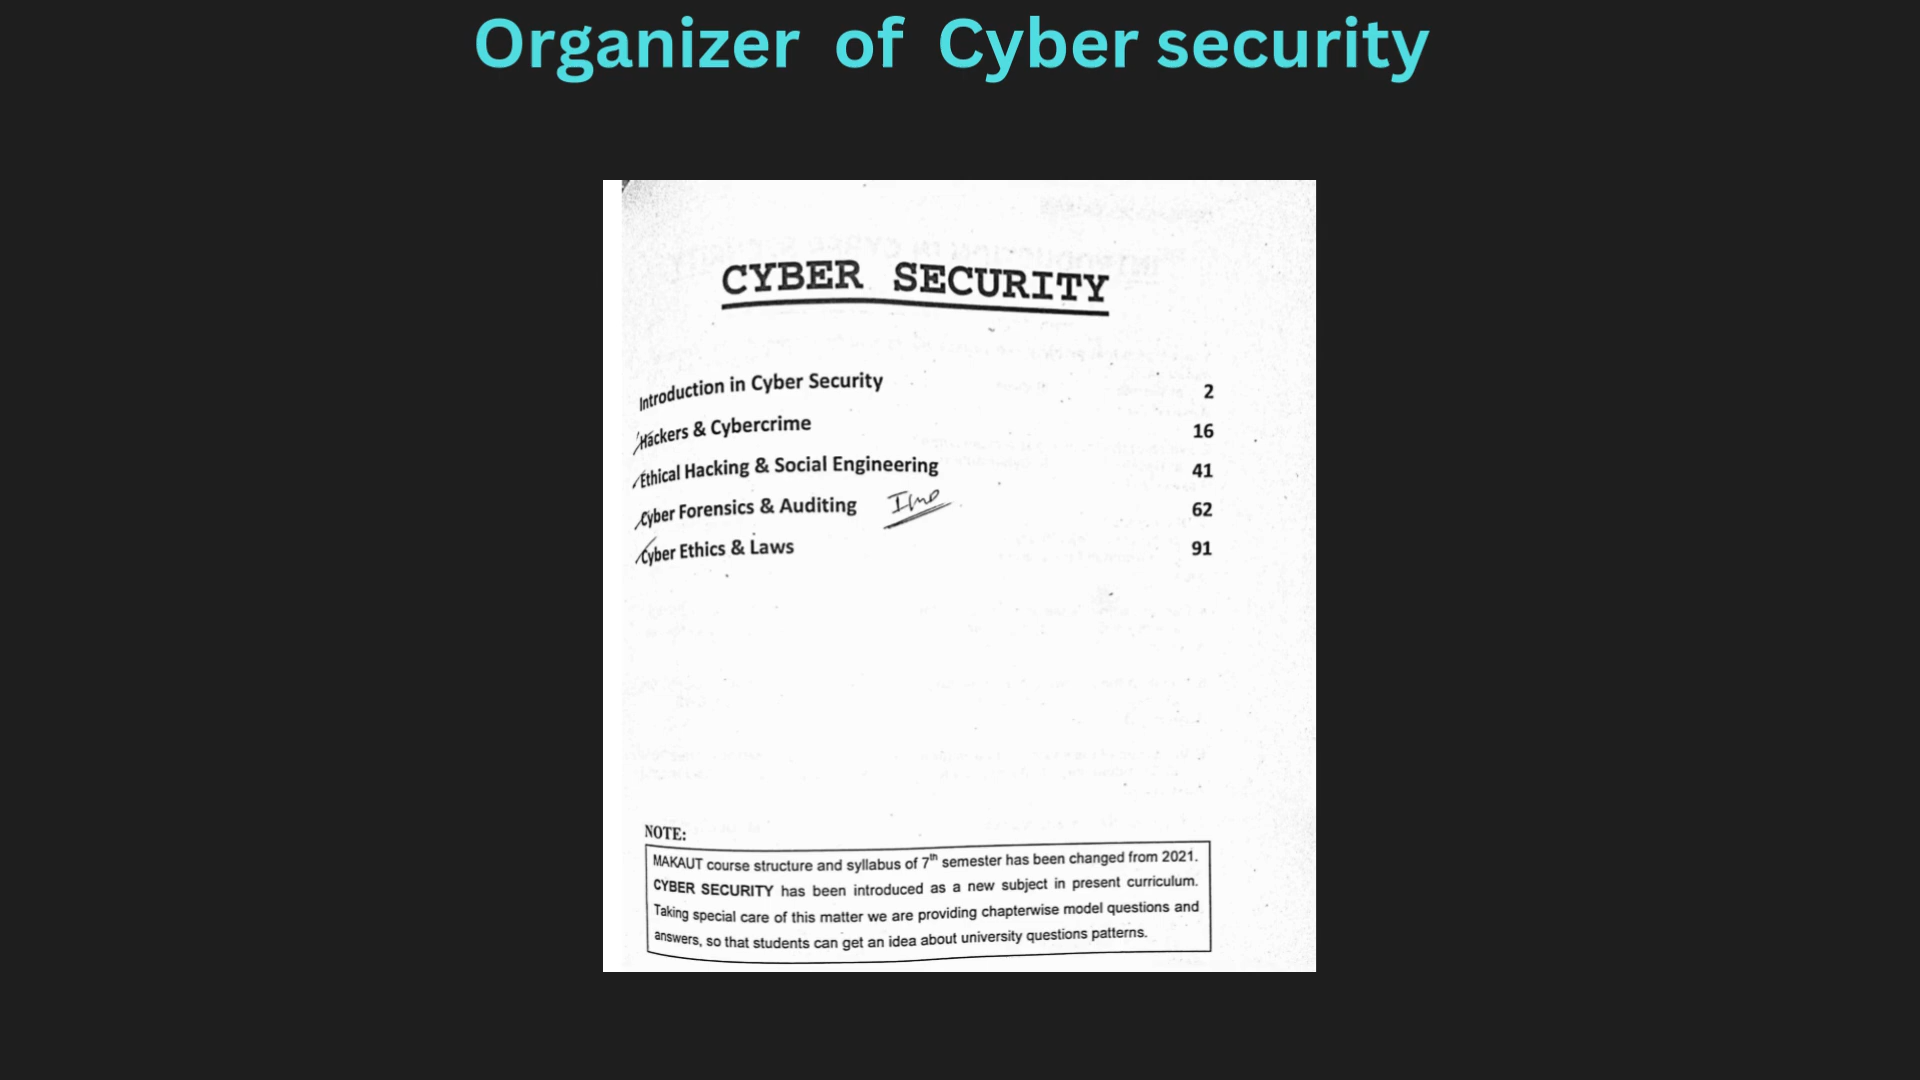 Organizer of Cyber security
CYBER SECURITY
Introduction in Cyber Security 2
Hackers & Cybercrime 16
Ethical Hacking & Social Engineering 41
Cyber Forensics & Auditing Imp 62
Cyber Ethics & Laws 91
NOTE:
MAKAUT course structure and syllabus of 7th semester has been changed from 2021.
CYBER SECURITY has been introduced as a new subject in present curriculum.
Taking special care of this matter we are providing chapterwise model questions and
answers, so that students can get an idea about university questions patterns.